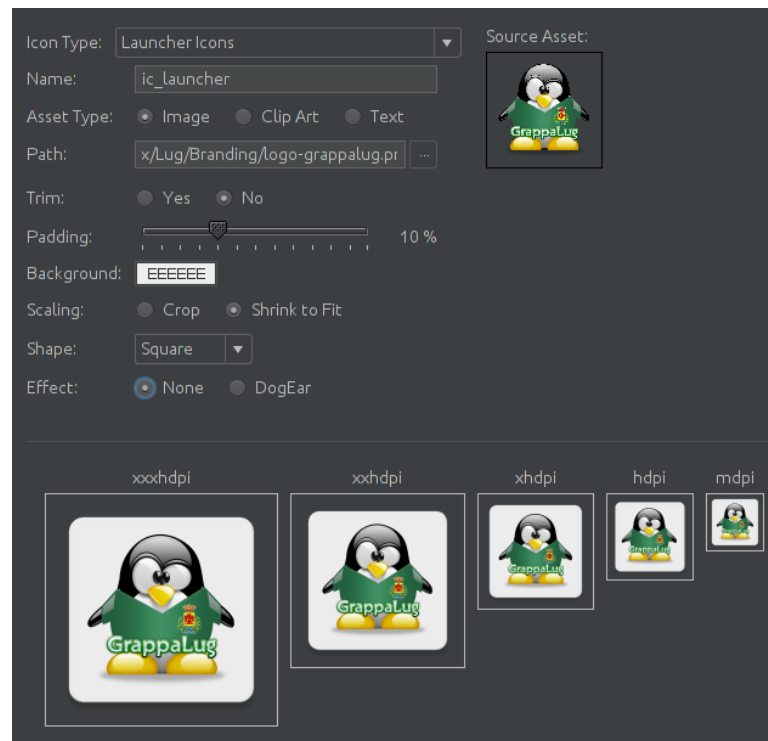 Icon Type: Launcher Icons
Source Asset:
Name: ic_launcher
Asset Type: Image Clip Art Text
Path: x/Lug/Branding/logo-grappalug.pr ...
GrappaLug
Trim: Yes No
Padding: 10 %
Background: EEEEEE
Scaling: Crop Shrink to Fit
Shape: Square
Effect: None DogEar
xxxhdpi xxhdpi xhdpi hdpi mdpi
GrappaLug GrappaLug GrappaLug GrappaLug GrappaLug